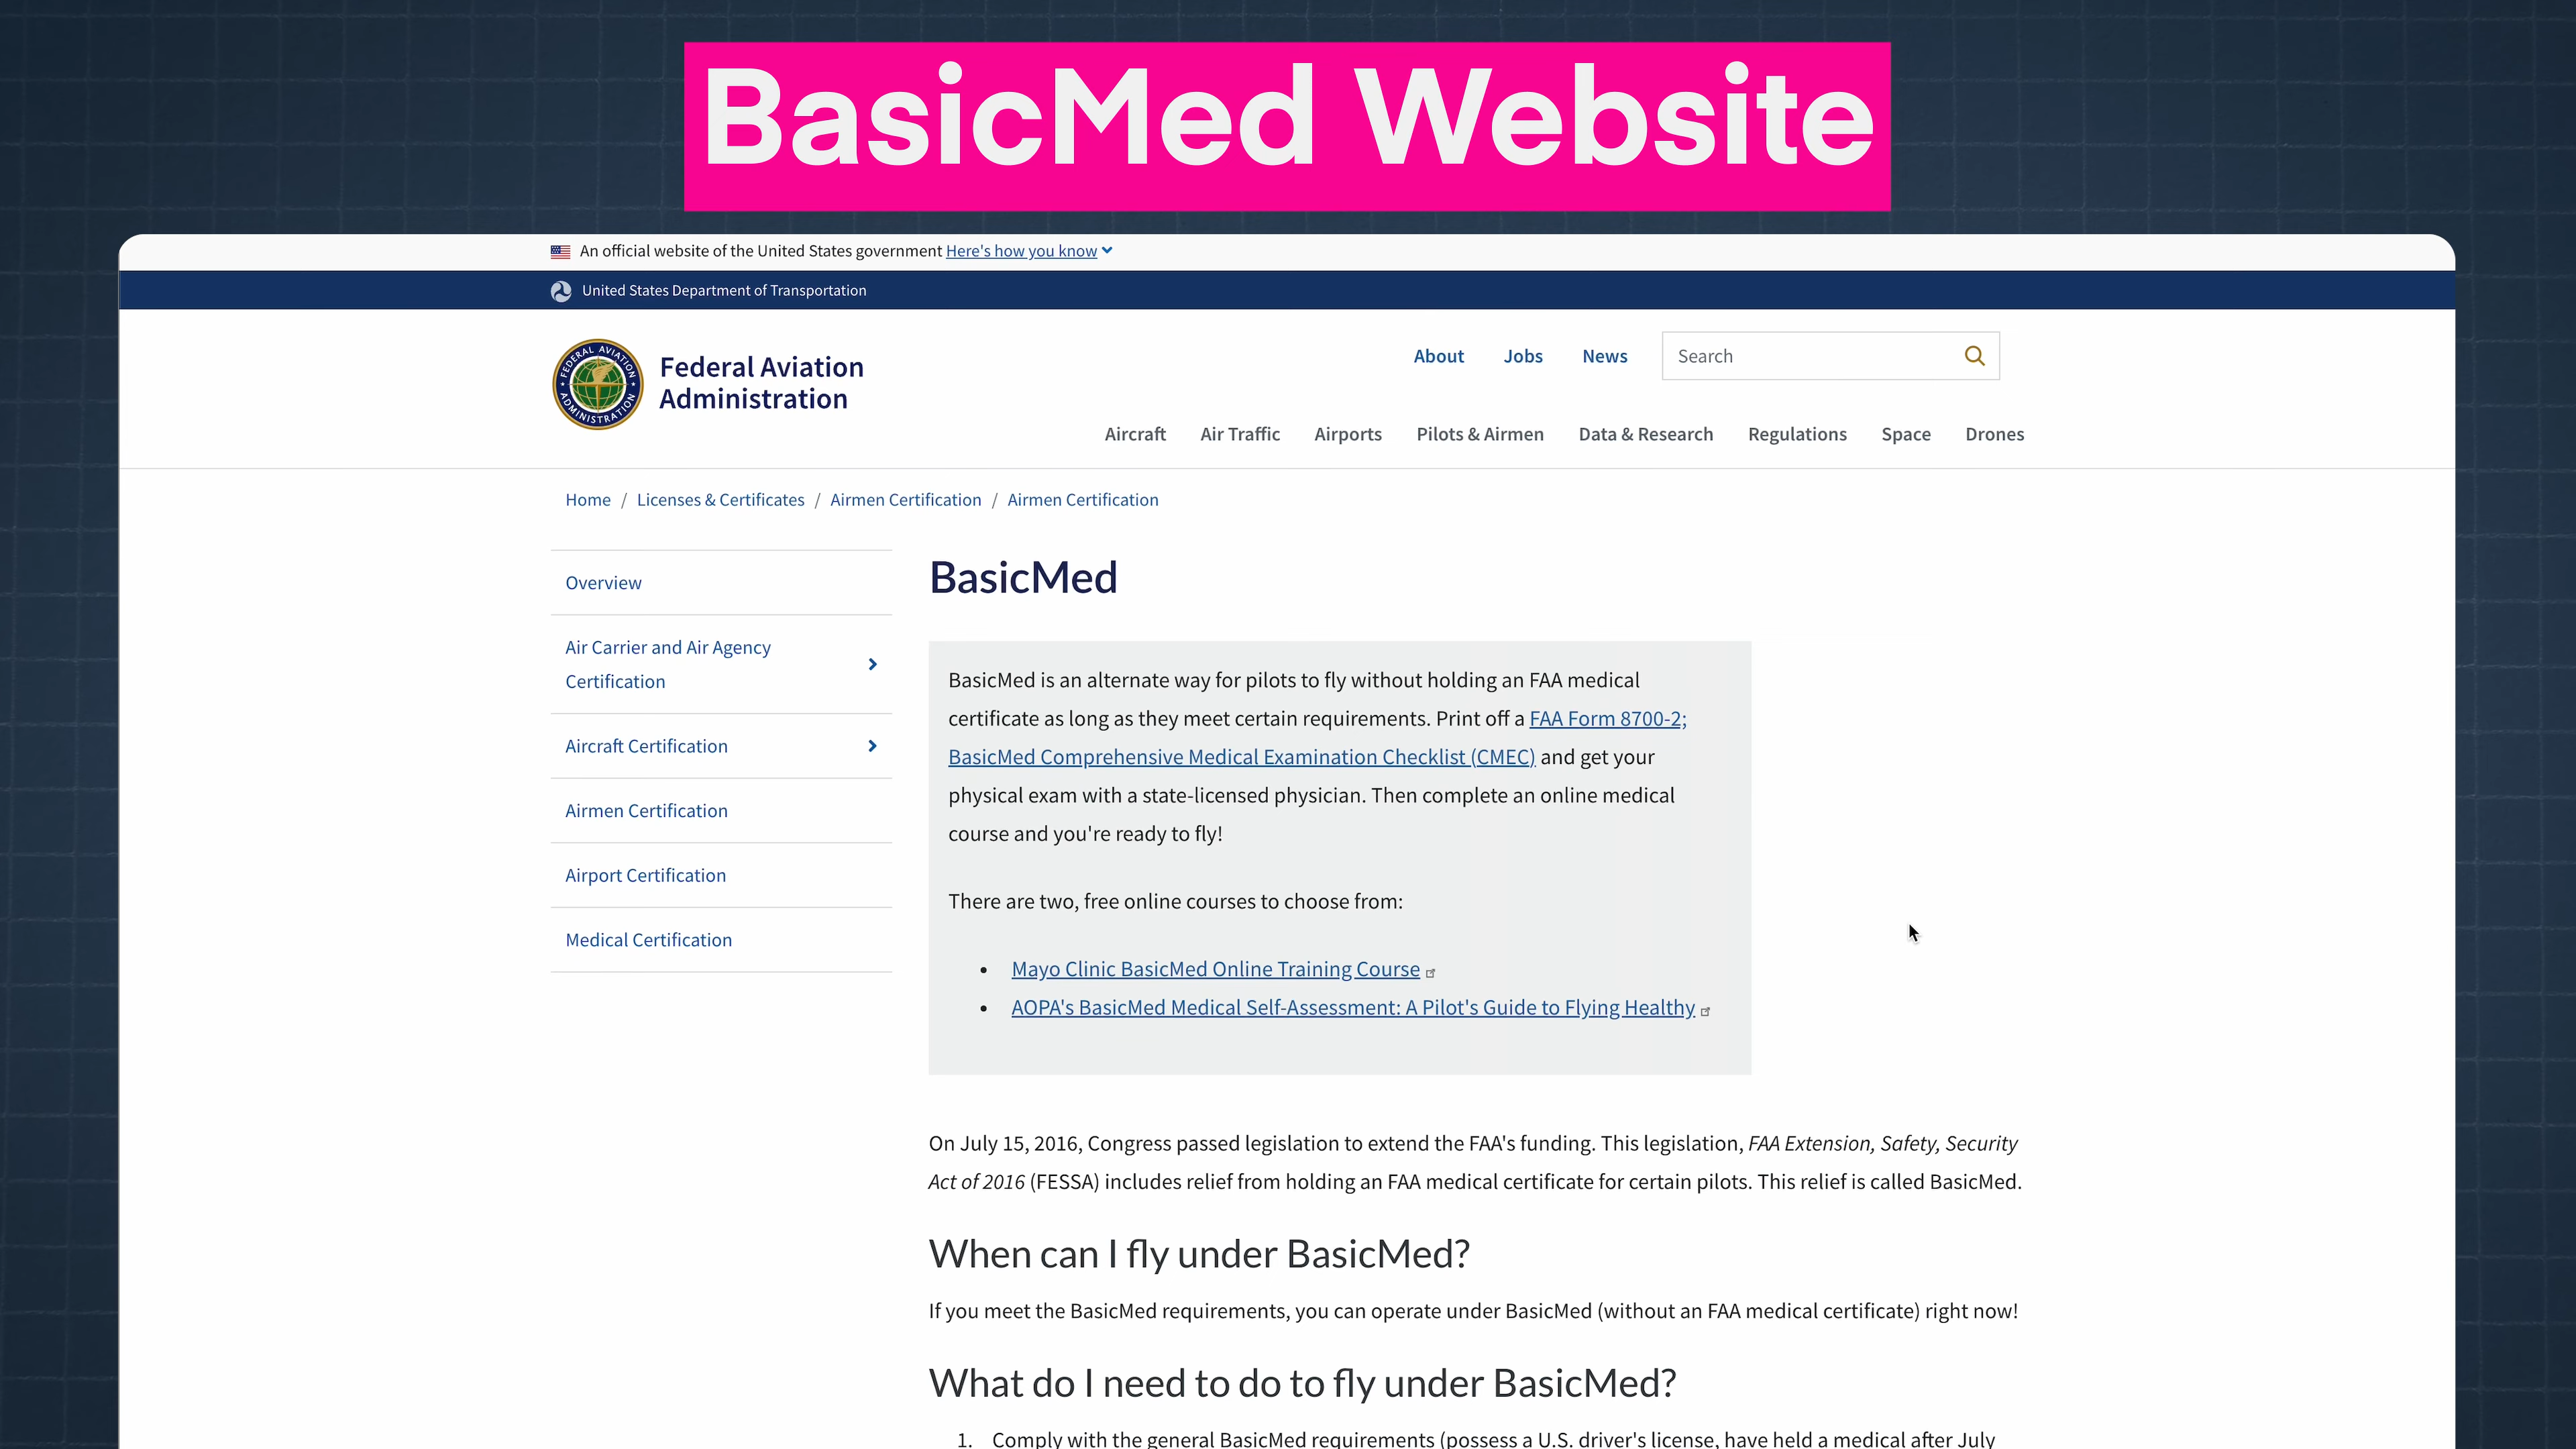 BasicMed Website
An official website of the United States government Here's how you know
United States Department of Transportation
FEDERAL AVIATION ADMINISTRATION
Federal Aviation
Administration
About Jobs News Search
Aircraft Air Traffic Airports Pilots & Airmen Data & Research Regulations Space Drones
Home / Licenses & Certificates / Airmen Certification / Airmen Certification
Overview
Air Carrier and Air Agency
Certification
Aircraft Certification
Airmen Certification
Airport Certification
Medical Certification
BasicMed
BasicMed is an alternate way for pilots to fly without holding an FAA medical
certificate as long as they meet certain requirements. Print off a FAA Form 8700-2;
BasicMed Comprehensive Medical Examination Checklist (CMEC) and get your
physical exam with a state-licensed physician. Then complete an online medical
course and you're ready to fly!
There are two, free online courses to choose from:
• Mayo Clinic BasicMed Online Training Course
• AOPA's BasicMed Medical Self-Assessment: A Pilot's Guide to Flying Healthy
On July 15, 2016, Congress passed legislation to extend the FAA's funding. This legislation, FAA Extension, Safety, Security
Act of 2016 (FESSA) includes relief from holding an FAA medical certificate for certain pilots. This relief is called BasicMed.
When can I fly under BasicMed?
If you meet the BasicMed requirements, you can operate under BasicMed (without an FAA medical certificate) right now!
What do I need to do to fly under BasicMed?
1. Comply with the general BasicMed requirements (possess a U.S. driver's license, have held a medical after July